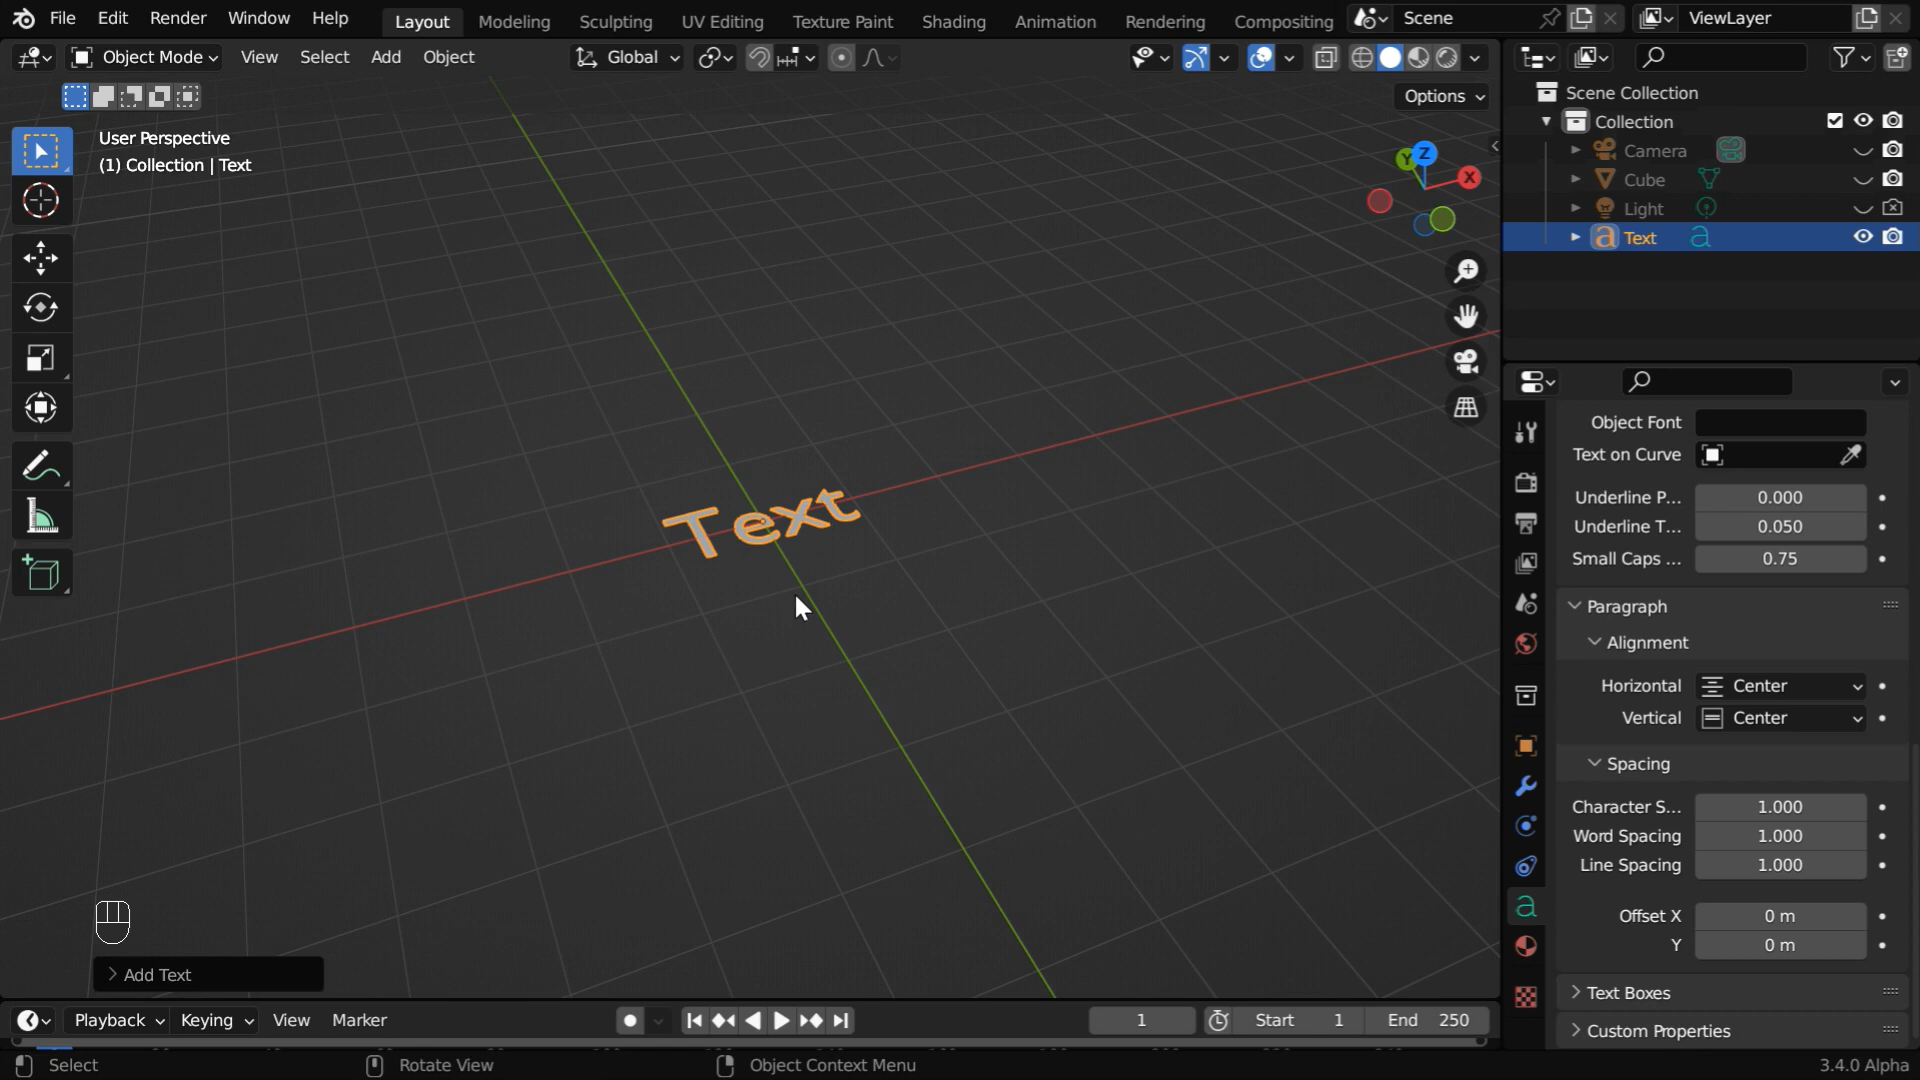 File Edit Render Window Help
Layout Modeling Sculpting UV Editing Texture Paint Shading Animation Rendering Compositing
Scene
ViewLayer
Object Mode View Select Add Object
Global
Options
User Perspective
(1) Collection | Text
Z
Y
X
Text
Scene Collection
Collection
Camera
Cube
Light
a Text a
Object Font
Text on Curve
Underline P... 0.000
Underline T... 0.050
Small Caps ... 0.75
Paragraph
Alignment
Horizontal Center
Vertical Center
Spacing
Character S... 1.000
Word Spacing 1.000
Line Spacing 1.000
Offset X 0 m
Y 0 m
Text Boxes
Custom Properties
a
Add Text
Playback Keying View Marker
1
Start 1
End 250
Select
Rotate View
Object Context Menu
3.4.0 Alpha